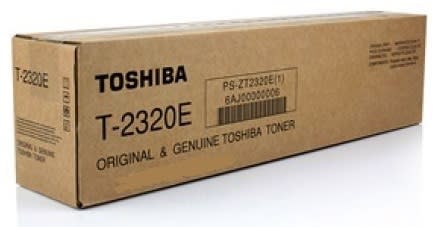 T-2320E
TOSHIBA
PS-ZT2320E(1)
6AJ00000006
T-2320E
ORIGINAL & GENUINE TOSHIBA TONER